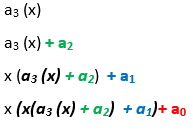 a₃ (x)
a₃ (x) + a₂
x (a₃ (x) + a₂) + a₁
x (x(a₃ (x) + a₂) + a₁)+ a₀